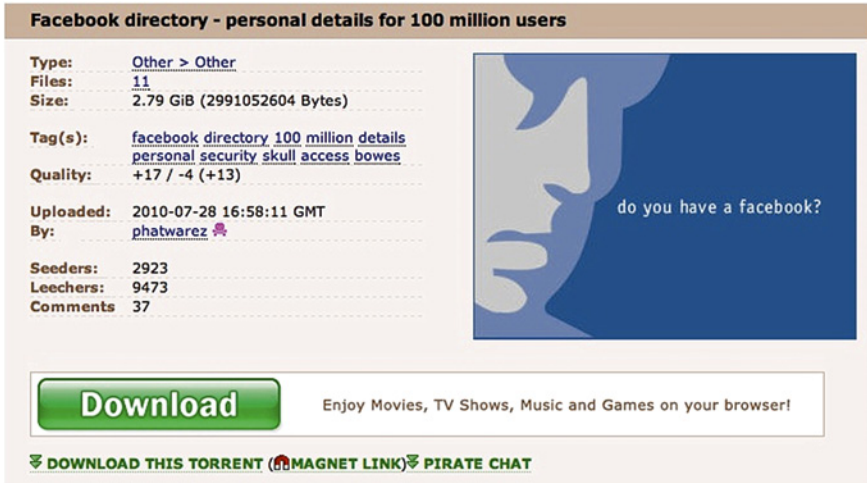 Facebook directory - personal details for 100 million users
Type: Other > Other
Files: 11
Size: 2.79 GiB (2991052604 Bytes)
Tag(s): facebook directory 100 million details
personal security skull access bowes
Quality: +17 / -4 (+13)
Uploaded: 2010-07-28 16:58:11 GMT
By: phatwarez
Seeders: 2923
Leechers: 9473
Comments 37
do you have a facebook?
Download
Enjoy Movies, TV Shows, Music and Games on your browser!
DOWNLOAD THIS TORRENT (MAGNET LINK) PIRATE CHAT